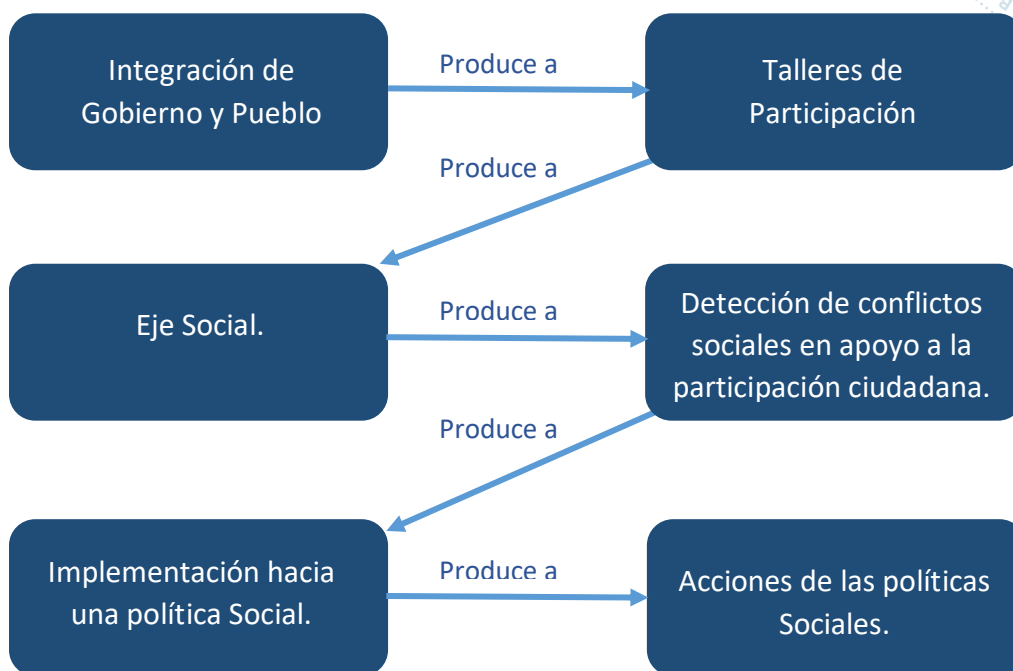 Integración de
Gobierno y Pueblo
Produce a
Talleres de
Participación
Produce a
Eje Social.
Produce a
Detección de conflictos
sociales en apoyo a la
participación ciudadana.
Produce a
Implementación hacia
una política Social.
Produce a
Acciones de las políticas
Sociales.